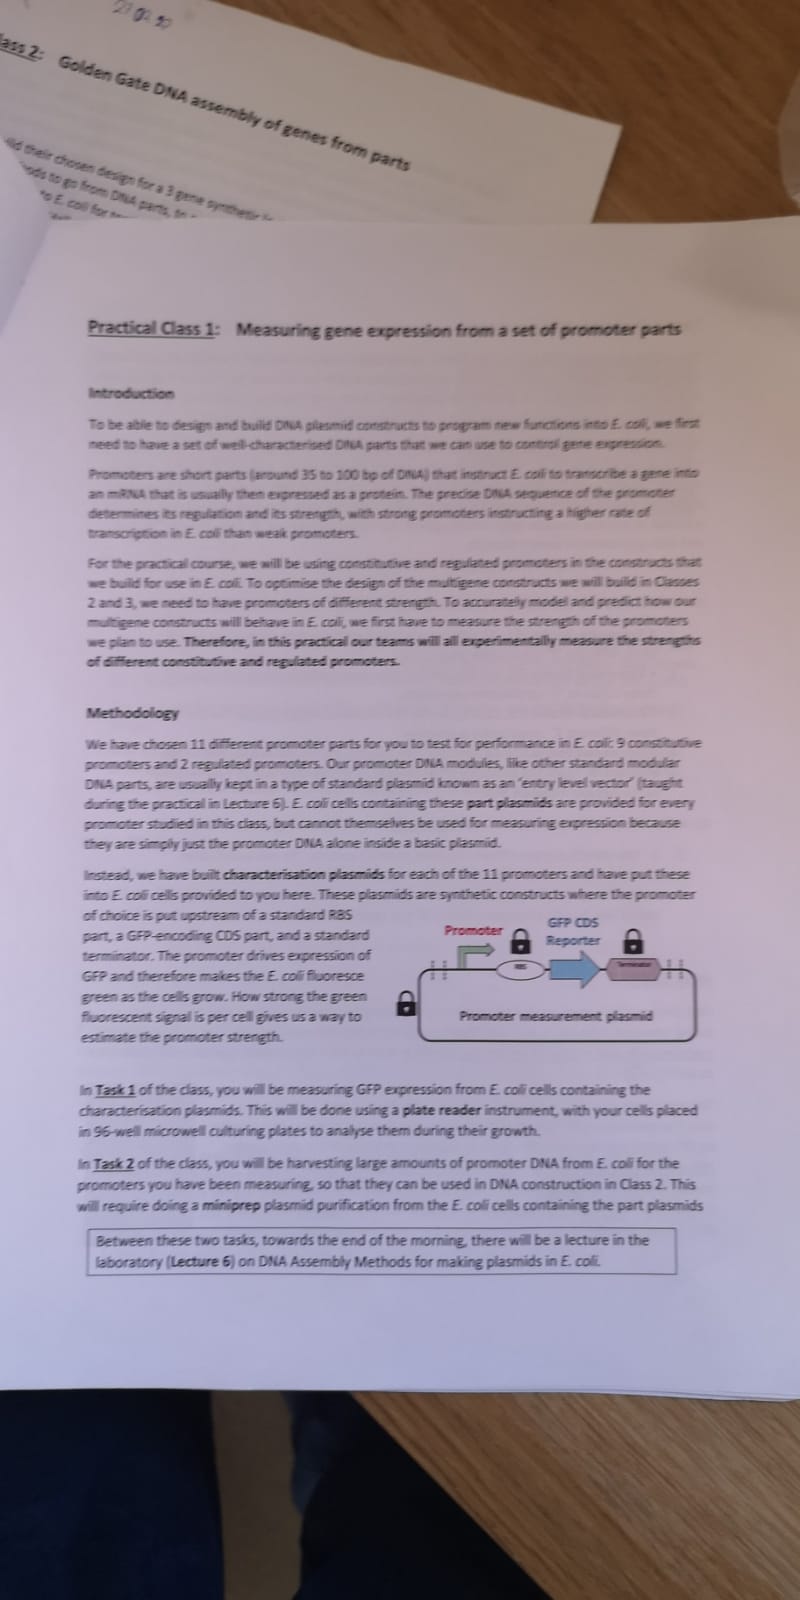 ass 2: Golden Gate DNA assembly of genes from parts
ld their chosen design for a 3 gene synthetic
ods to go from DNA parts, to
to E. coli for
Practical Class 1: Measuring gene expression from a set of promoter parts
Introduction
To be able to design and build DNA plasmid constructs to program new functions into E. coli, we first
need to have a set of well-characterised DNA parts that we can use to control gene expression.
Promoters are short parts (around 35 to 100 bp of DNA) that instruct E. coli to transcribe a gene into
an mRNA that is usually then expressed as a protein. The precise DNA sequence of the promoter
determines its regulation and its strength, with strong promoters instructing a higher rate of
transcription in E. coli than weak promoters.
For the practical course, we will be using constitutive and regulated promoters in the constructs that
we build for use in E. coli. To optimise the design of the multigene constructs we will build in Classes
2 and 3, we need to have promoters of different strength. To accurately model and predict how our
multigene constructs will behave in E. coli, we first have to measure the strength of the promoters
we plan to use. Therefore, in this practical our teams will all experimentally measure the strengths
of different constitutive and regulated promoters.
Methodology
We have chosen 11 different promoter parts for you to test for performance in E. coli: 9 constitutive
promoters and 2 regulated promoters. Our promoter DNA modules, like other standard modular
DNA parts, are usually kept in a type of standard plasmid known as an 'entry level vector' (taught
during the practical in Lecture 6). E. coli cells containing these part plasmids are provided for every
promoter studied in this class, but cannot themselves be used for measuring expression because
they are simply just the promoter DNA alone inside a basic plasmid.
Instead, we have built characterisation plasmids for each of the 11 promoters and have put these
into E. coli cells provided to you here. These plasmids are synthetic constructs where the promoter
of choice is put upstream of a standard RBS
part, a GFP-encoding CDS part, and a standard
terminator. The promoter drives expression of
GFP and therefore makes the E. coli fluoresce
green as the cells grow. How strong the green
fluorescent signal is per cell gives us a way to
estimate the promoter strength.
Promoter
GFP CDS
Reporter
RBS
Terminator
Promoter measurement plasmid
In Task 1 of the class, you will be measuring GFP expression from E. coli cells containing the
characterisation plasmids. This will be done using a plate reader instrument, with your cells placed
in 96-well microwell culturing plates to analyse them during their growth.
In Task 2 of the class, you will be harvesting large amounts of promoter DNA from E. coli for the
promoters you have been measuring, so that they can be used in DNA construction in Class 2. This
will require doing a miniprep plasmid purification from the E. coli cells containing the part plasmids
Between these two tasks, towards the end of the morning, there will be a lecture in the
laboratory (Lecture 6) on DNA Assembly Methods for making plasmids in E. coli.